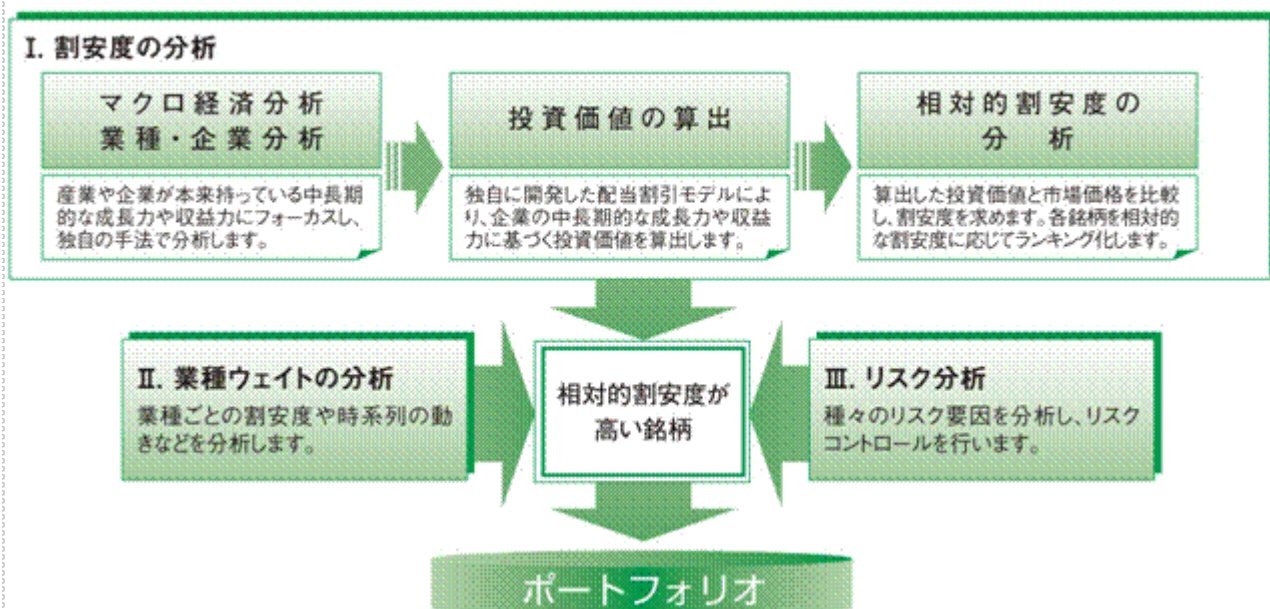 I. 割安度の分析
マクロ経済分析
業種・企業分析
産業や企業が本来持っている中長期
的な成長力や収益力にフォーカスし、
独自の手法で分析します。
投資価値の算出
独自に開発した配当割引モデルによ
り、企業の中長期的な成長力や収益
力に基づく投資価値を算出します。
相対的割安度の
分析
算出した投資価値と市場価格を比較
し、割安度を求めます。各銘柄を相対的
な割安度に応じてランキング化します。
Ⅱ. 業種ウェイトの分析
業種ごとの割安度や時系列の動
きなどを分析します。
相対的割安度が
高い銘柄
Ⅲ. リスク分析
種々のリスク要因を分析し、リスク
コントロールを行います。
ポートフォリオ